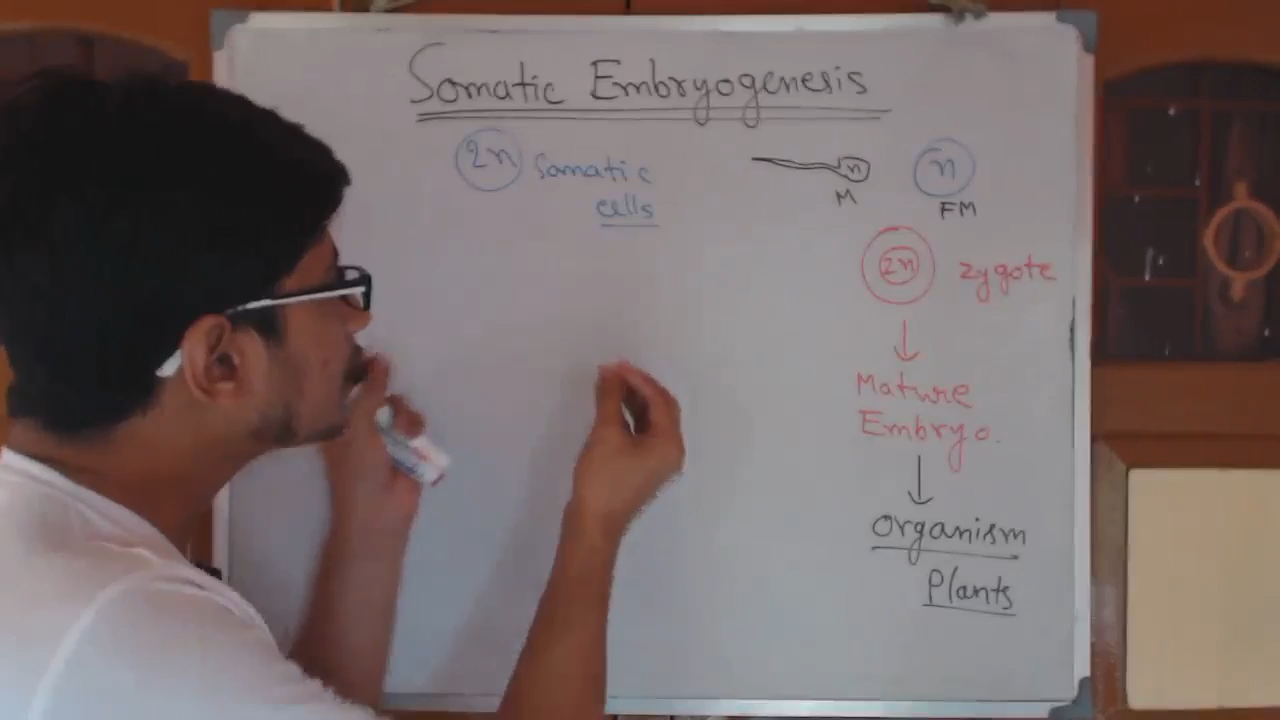 Somatic Embryogenesis
2n somatic
cells
n
M
n
FM
2n zygote
Mature
Embryo.
Organism
Plants